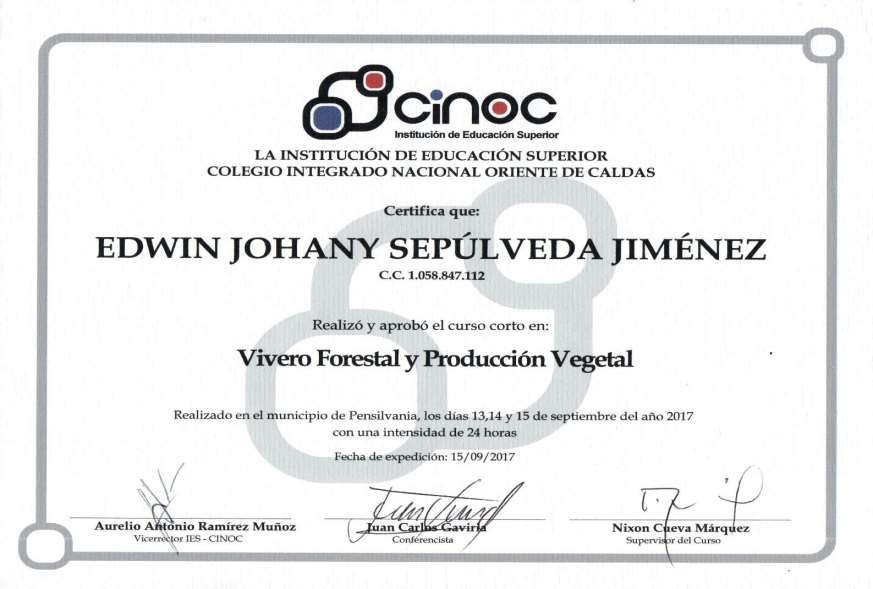 cinoc
Institución de Educación Superior
LA INSTITUCIÓN DE EDUCACIÓN SUPERIOR
COLEGIO INTEGRADO NACIONAL ORIENTE DE CALDAS
Certifica que:
EDWIN JOHANY SEPÚLVEDA JIMÉNEZ
C.C. 1.058.847.112
Realizó y aprobó el curso corto en:
Vivero Forestal y Producción Vegetal
Realizado en el municipio de Pensilvania, los días 13,14 y 15 de septiembre del año 2017
con una intensidad de 24 horas
Fecha de expedición: 15/09/2017
Aurelio Antonio Ramírez Muñoz
Vicerrector IES - CINOC
Juan Carlos Gaviria
Conferencista
Nixon Cueva Márquez
Supervisor del Curso